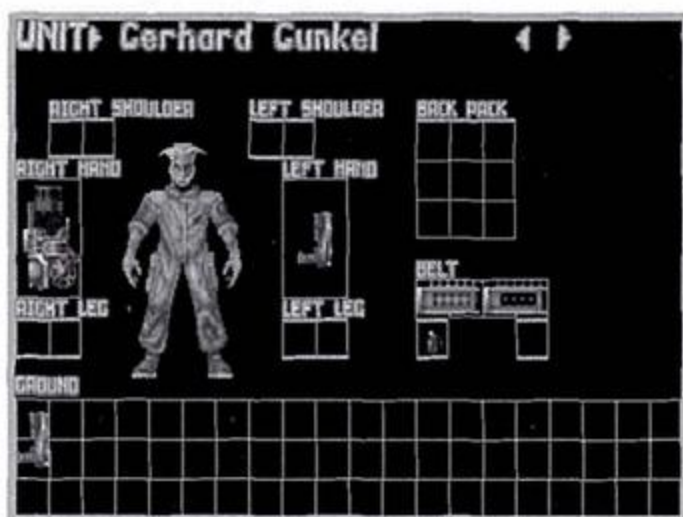 UNIT▶ Gerhard Gunkel
RIGHT SHOULDER LEFT SHOULDER BACK PACK
RIGHT HAND LEFT HAND
BELT
RIGHT LEG LEFT LEG
GROUND